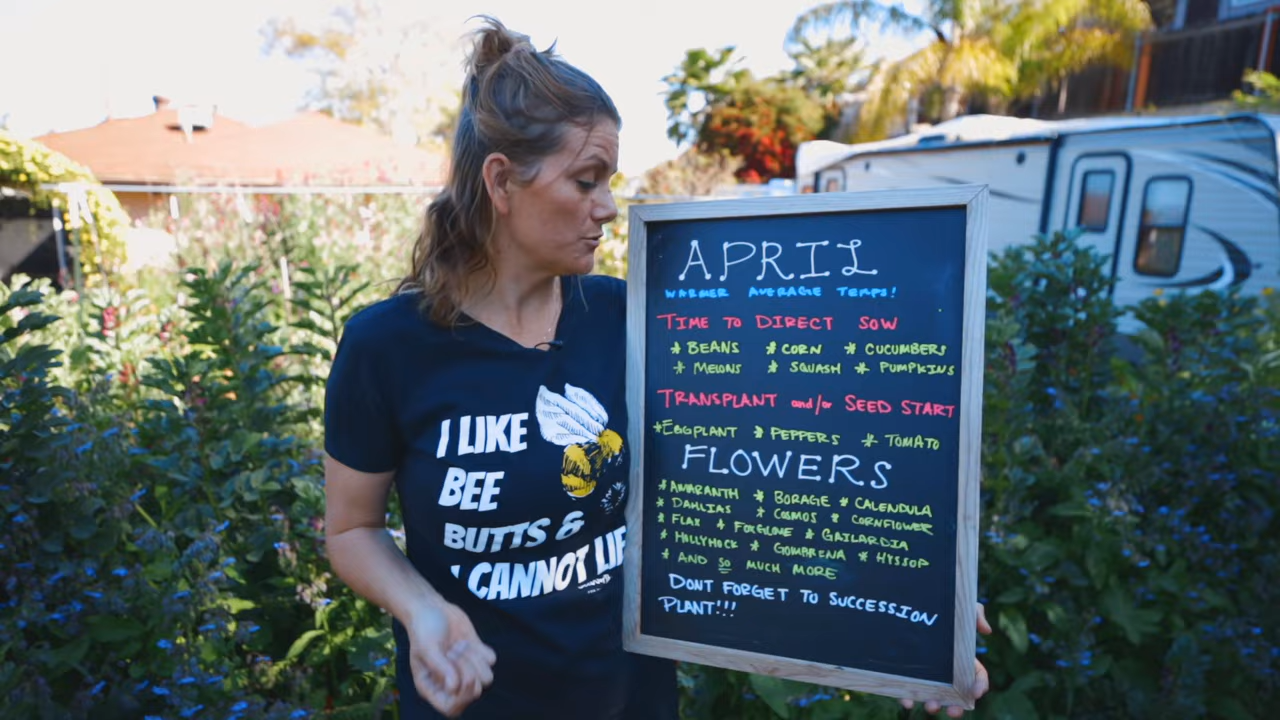 I LIKE
BEE
BUTTS &
I CANNOT LIE
APRIL
WARMER AVERAGE TEMPS!
TIME TO DIRECT SOW
* BEANS * CORN * CUCUMBERS
* MELONS * SQUASH * PUMPKINS
TRANSPLANT and/or SEED START
* EGGPLANT * PEPPERS * TOMATO
FLOWERS
* AMARANTH * BORAGE * CALENDULA
* DAHLIAS * COSMOS * CORNFLOWER
* FLAX * FOXGLOVE * GAILARDIA
* HOLLYHOCK * GOMBRENA * HYSSOP
* AND SO MUCH MORE
DONT FORGET TO SUCCESSION
PLANT!!!